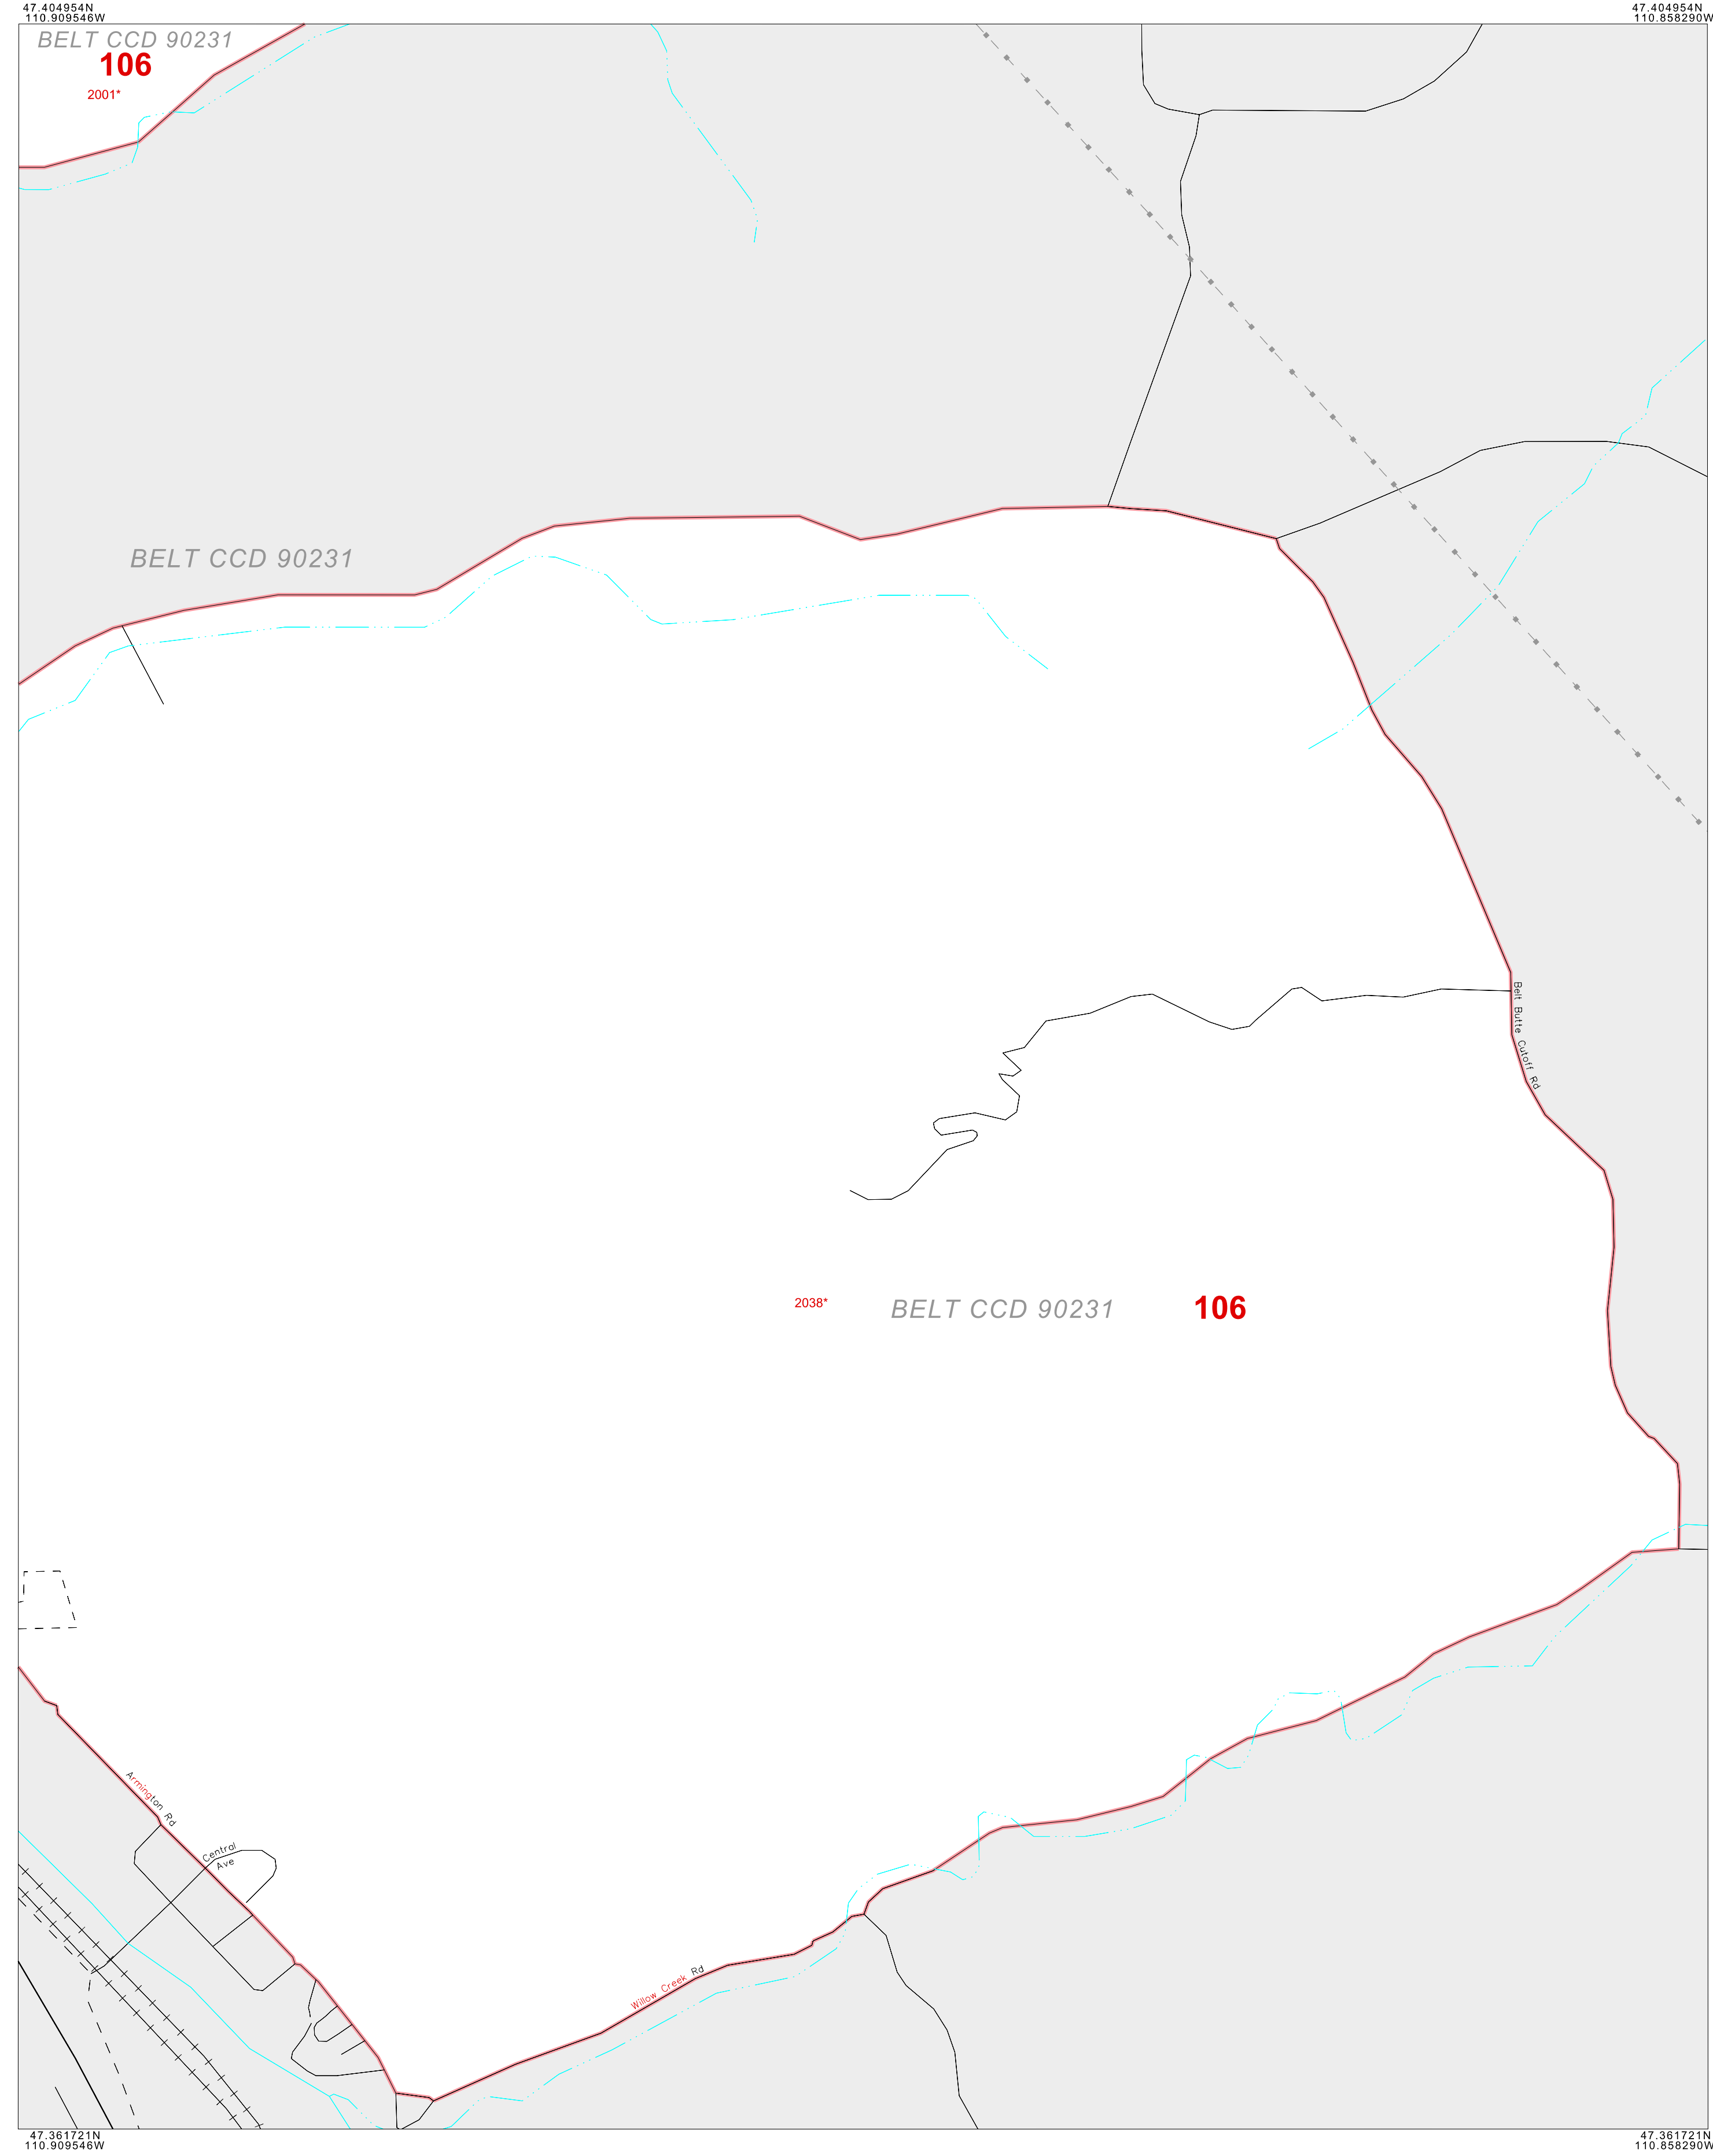 47.404954N
110.909546W
47.404954N
110.858290W
BELT CCD 90231
106
2001*
BELT CCD 90231
Belt Butte Cutoff Rd
2038*
BELT CCD 90231
106
Armington Rd
Central
Ave
Willow Creek Rd
47.361721N
110.909546W
47.361721N
110.858290W